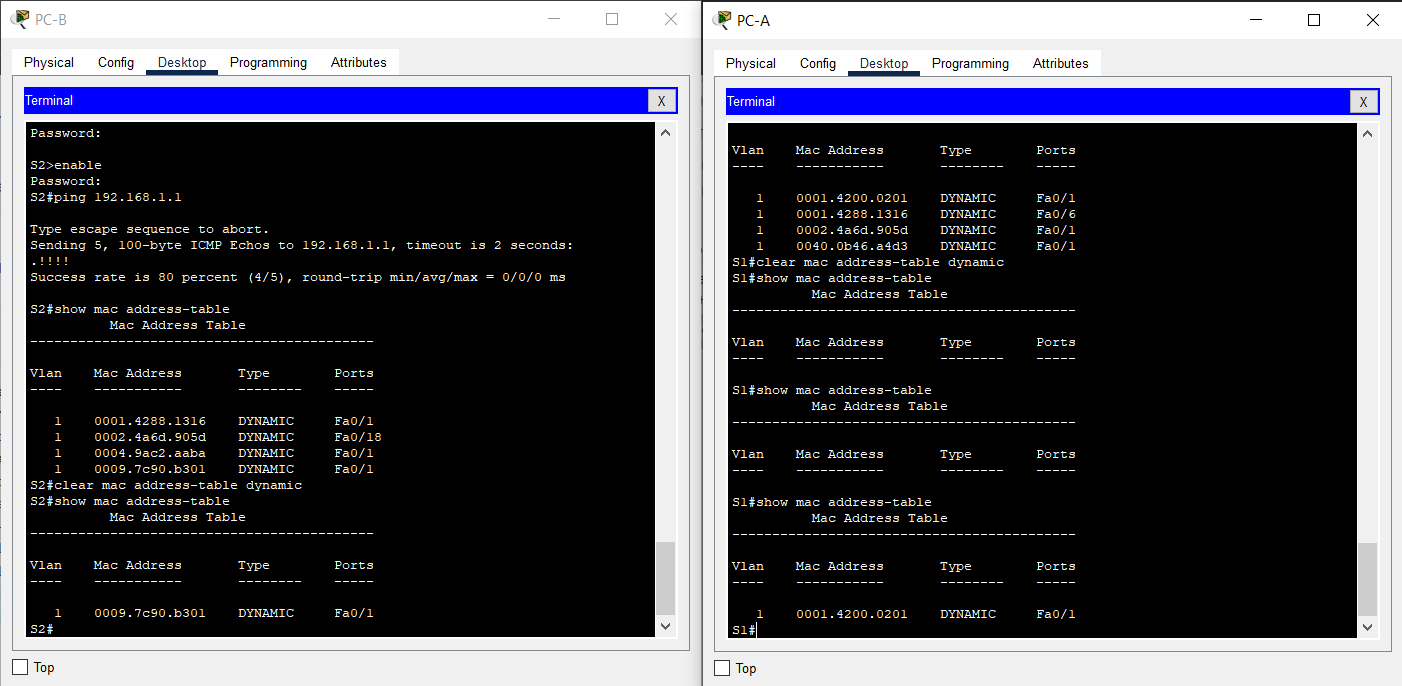 PC-B
Physical Config Desktop Programming Attributes
Terminal X
Password:
S2>enable
Password:
S2#ping 192.168.1.1
Type escape sequence to abort.
Sending 5, 100-byte ICMP Echos to 192.168.1.1, timeout is 2 seconds:
.!!!!
Success rate is 80 percent (4/5), round-trip min/avg/max = 0/0/0 ms
S2#show mac address-table
Mac Address Table
-------------------------------------------
Vlan    Mac Address       Type        Ports
----    -----------       --------    -----
1    0001.4288.1316    DYNAMIC     Fa0/1
1    0002.4a6d.905d    DYNAMIC     Fa0/18
1    0004.9ac2.aaba    DYNAMIC     Fa0/1
1    0009.7c90.b301    DYNAMIC     Fa0/1
S2#clear mac address-table dynamic
S2#show mac address-table
Mac Address Table
-------------------------------------------
Vlan    Mac Address       Type        Ports
----    -----------       --------    -----
1    0009.7c90.b301    DYNAMIC     Fa0/1
S2#
Top
PC-A
Physical Config Desktop Programming Attributes
Terminal X
Vlan    Mac Address       Type        Ports
----    -----------       --------    -----
1    0001.4200.0201    DYNAMIC     Fa0/1
1    0001.4288.1316    DYNAMIC     Fa0/6
1    0002.4a6d.905d    DYNAMIC     Fa0/1
1    0040.0b46.a4d3    DYNAMIC     Fa0/1
S1#clear mac address-table dynamic
S1#show mac address-table
Mac Address Table
-------------------------------------------
Vlan    Mac Address       Type        Ports
----    -----------       --------    -----
S1#show mac address-table
Mac Address Table
-------------------------------------------
Vlan    Mac Address       Type        Ports
----    -----------       --------    -----
S1#show mac address-table
Mac Address Table
-------------------------------------------
Vlan    Mac Address       Type        Ports
----    -----------       --------    -----
1    0001.4200.0201    DYNAMIC     Fa0/1
S1#
Top